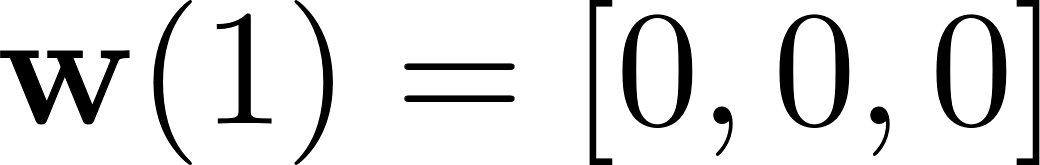 w(1) = [0, 0, 0]